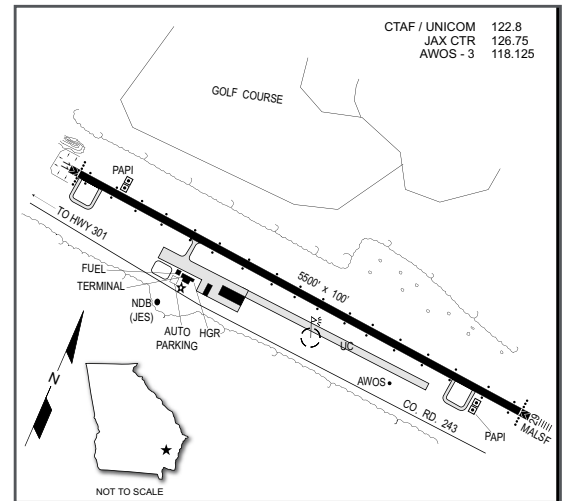 CTAF / UNICOM 122.8
JAX CTR 126.75
AWOS - 3 118.125
GOLF COURSE
PAPI
TO HWY 301
FUEL
TERMINAL
NDB
(JES)
AUTO
PARKING
HGR
5500' x 100'
UC
AWOS
CO. RD. 243
PAPI
MALSF
N
NOT TO SCALE